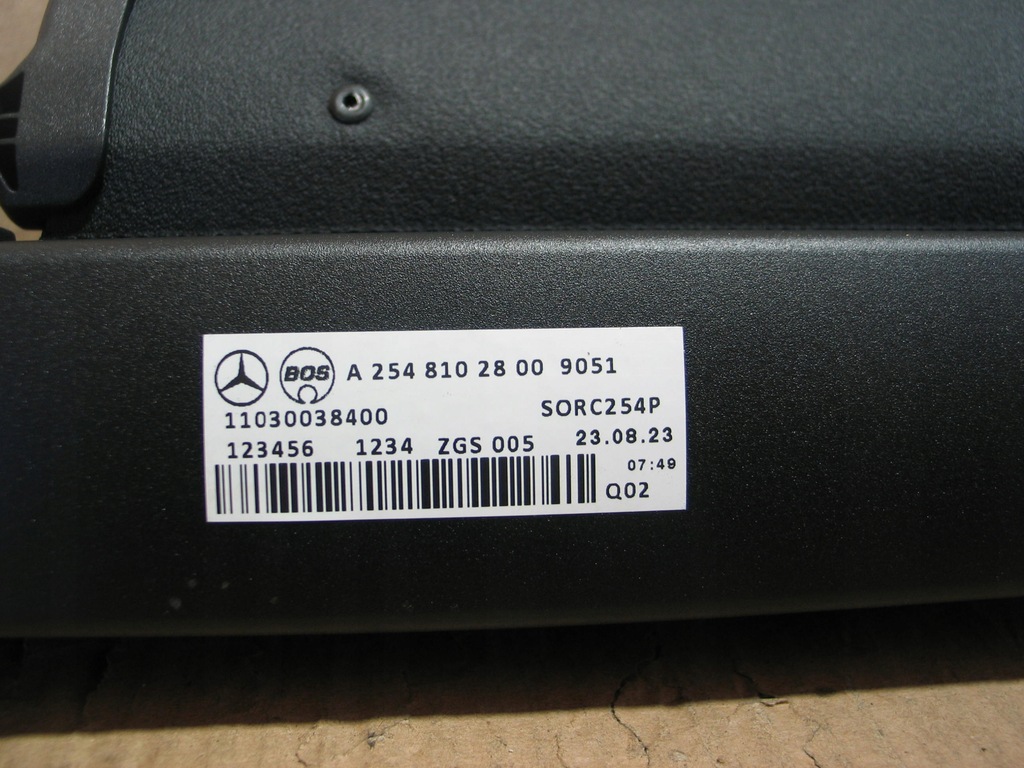 BOS A 254 810 28 00 9051
11030038400 SORC254P
123456 1234 ZGS 005 23.08.23
07:49
Q02